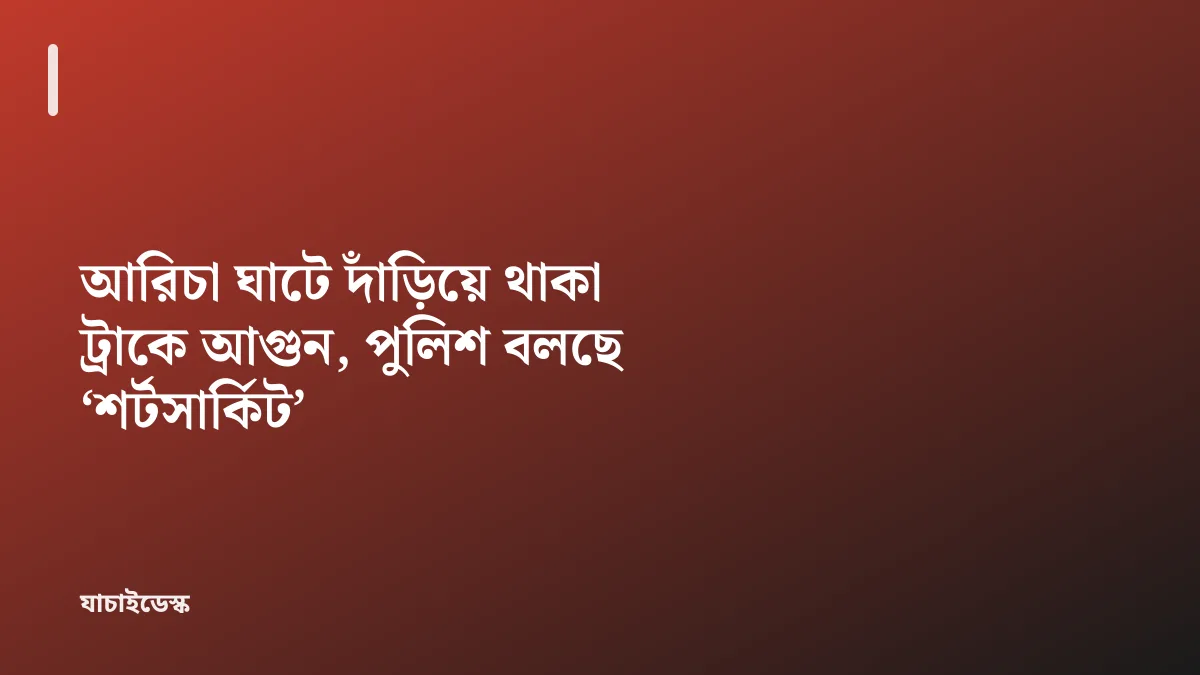 আরিচা ঘাটে দাঁড়িয়ে থাকা
ট্রাকে আগুন, পুলিশ বলছে
‘শর্টসার্কিট’
যাচাইডেস্ক